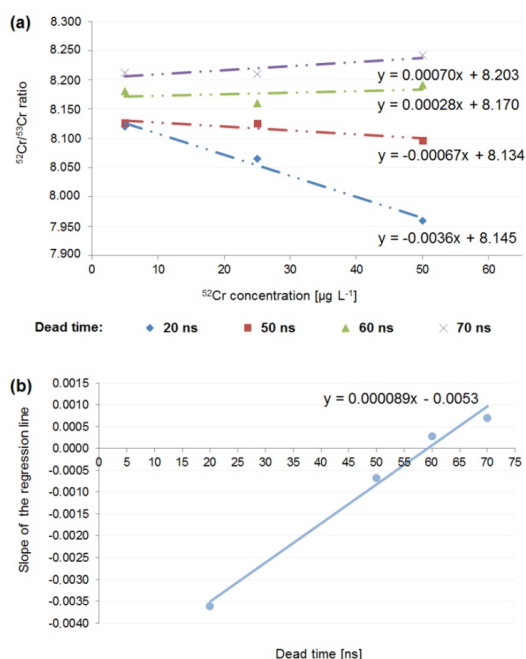 (a)
8.300
8.250
8.200
8.150
8.100
8.050
8.000
7.950
7.900
⁵²Cr/⁵³Cr ratio
y = 0.00070x + 8.203
y = 0.00028x + 8.170
y = -0.00067x + 8.134
y = -0.0036x + 8.145
0 10 20 30 40 50 60
⁵²Cr concentration [µg L⁻¹]
Dead time: 20 ns 50 ns 60 ns 70 ns
(b)
0.0015
0.0010
0.0005
0.0000
-0.0005
-0.0010
-0.0015
-0.0020
-0.0025
-0.0030
-0.0035
-0.0040
Slope of the regression line
y = 0.000089x - 0.0053
5 10 15 20 25 30 35 40 45 50 55 60 65 70 75
Dead time [ns]